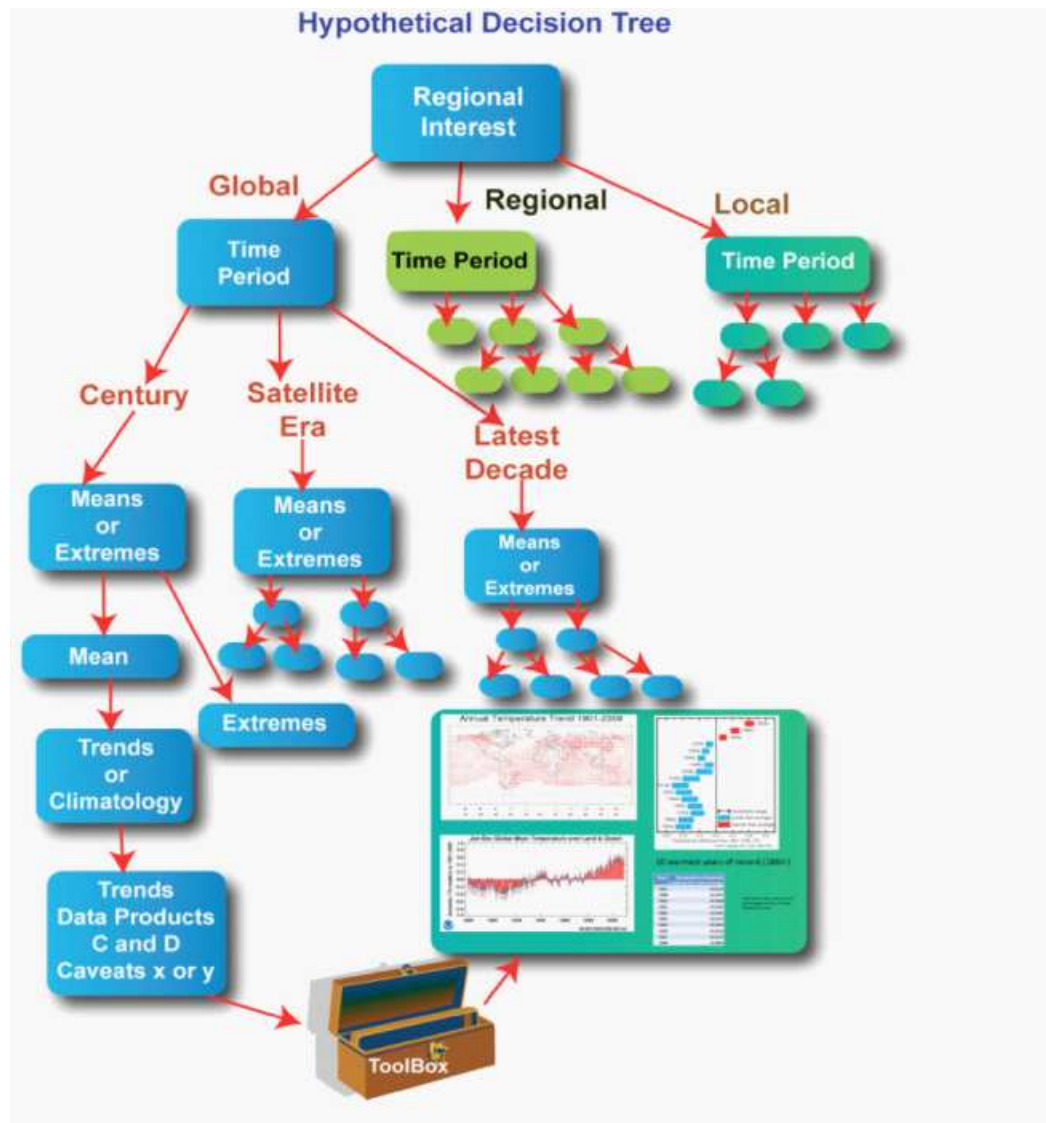 Hypothetical Decision Tree
Regional
Interest
Global
Regional
Local
Time
Period
Time Period
Time Period
Century
Satellite
Era
Latest
Decade
Means
or
Extremes
Means
or
Extremes
Means
or
Extremes
Mean
Extremes
Trends
or
Climatology
Trends
Data Products
C and D
Caveats x or y
ToolBox
Annual Temperature Trend 1901-2009